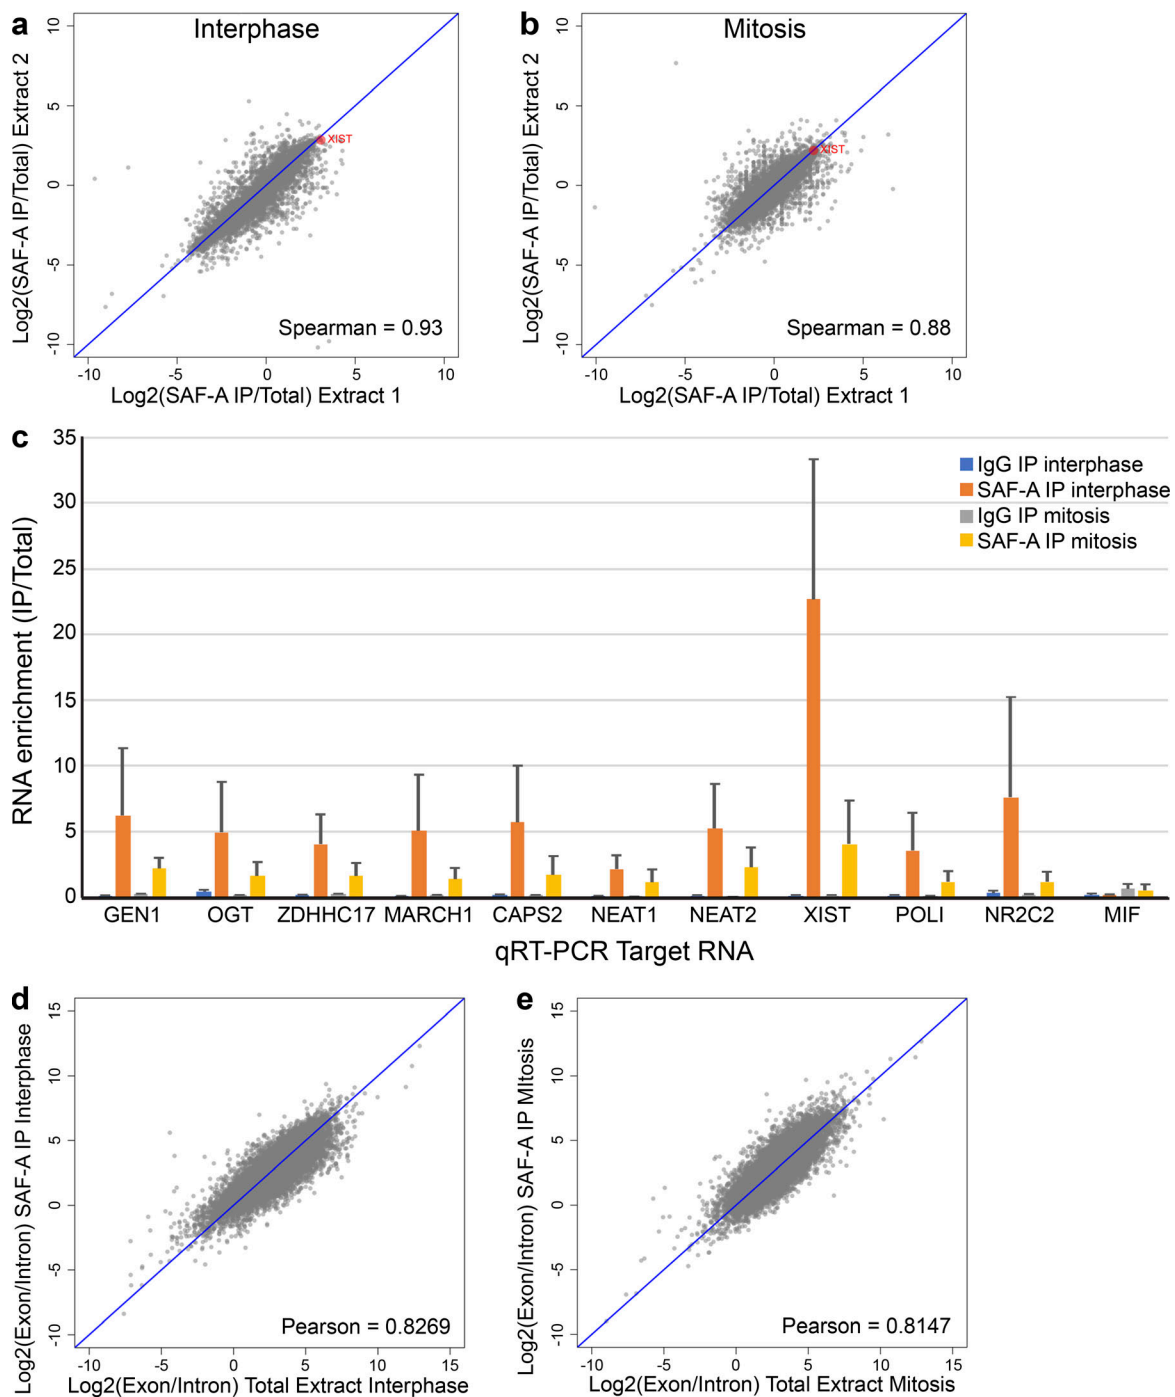 a
Interphase
Log2(SAF-A IP/Total) Extract 2
10
5
0
-5
-10
XIST
Spearman = 0.93
-10 -5 0 5 10
Log2(SAF-A IP/Total) Extract 1
b
Mitosis
Log2(SAF-A IP/Total) Extract 2
10
5
0
-5
-10
XIST
Spearman = 0.88
-10 -5 0 5 10
Log2(SAF-A IP/Total) Extract 1
c
RNA enrichment (IP/Total)
35
30
25
20
15
10
5
0
IgG IP interphase
SAF-A IP interphase
IgG IP mitosis
SAF-A IP mitosis
GEN1 OGT ZDHHC17 MARCH1 CAPS2 NEAT1 NEAT2 XIST POLI NR2C2 MIF
qRT-PCR Target RNA
d
Log2(Exon/Intron) SAF-A IP Interphase
15
10
5
0
-5
-10
Pearson = 0.8269
-10 -5 0 5 10 15
Log2(Exon/Intron) Total Extract Interphase
e
Log2(Exon/Intron) SAF-A IP MItosis
15
10
5
0
-5
-10
Pearson = 0.8147
-10 -5 0 5 10 15
Log2(Exon/Intron) Total Extract Mitosis